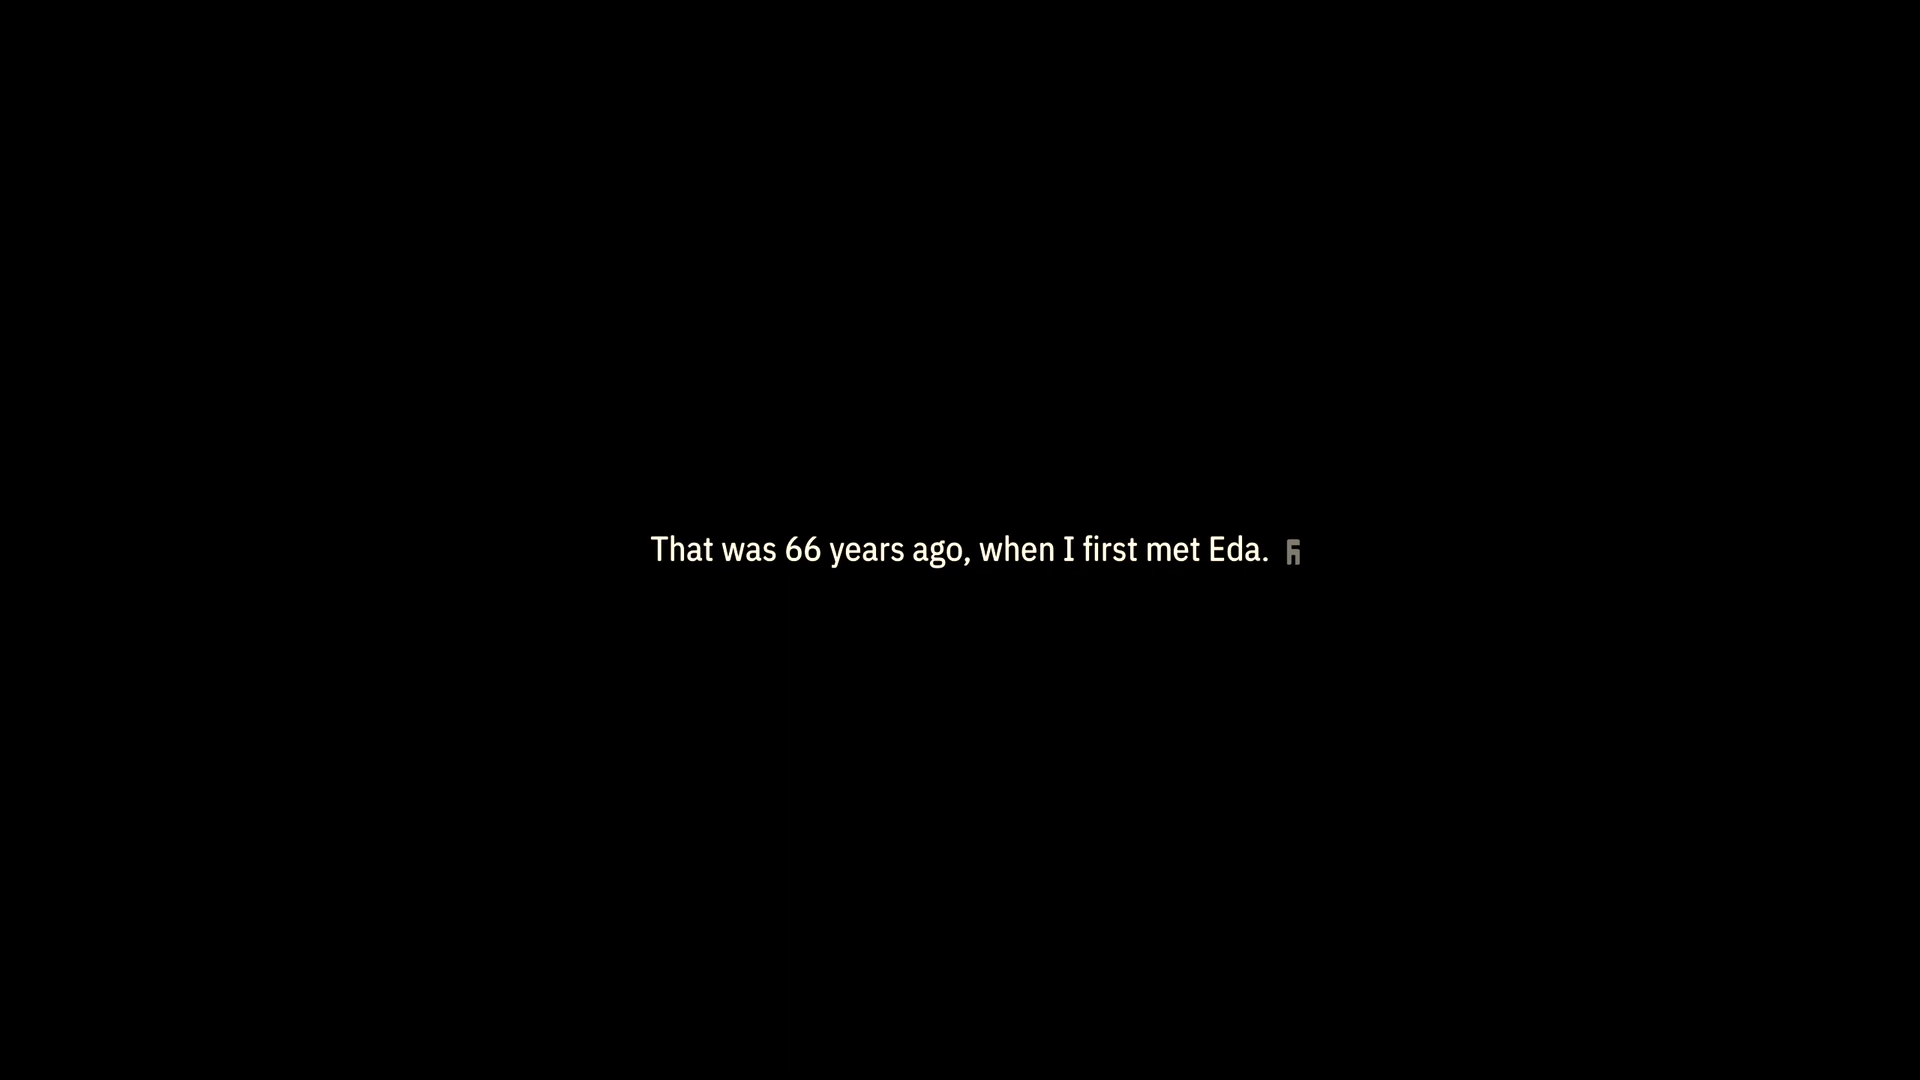 That was 66 years ago, when I first met Eda.